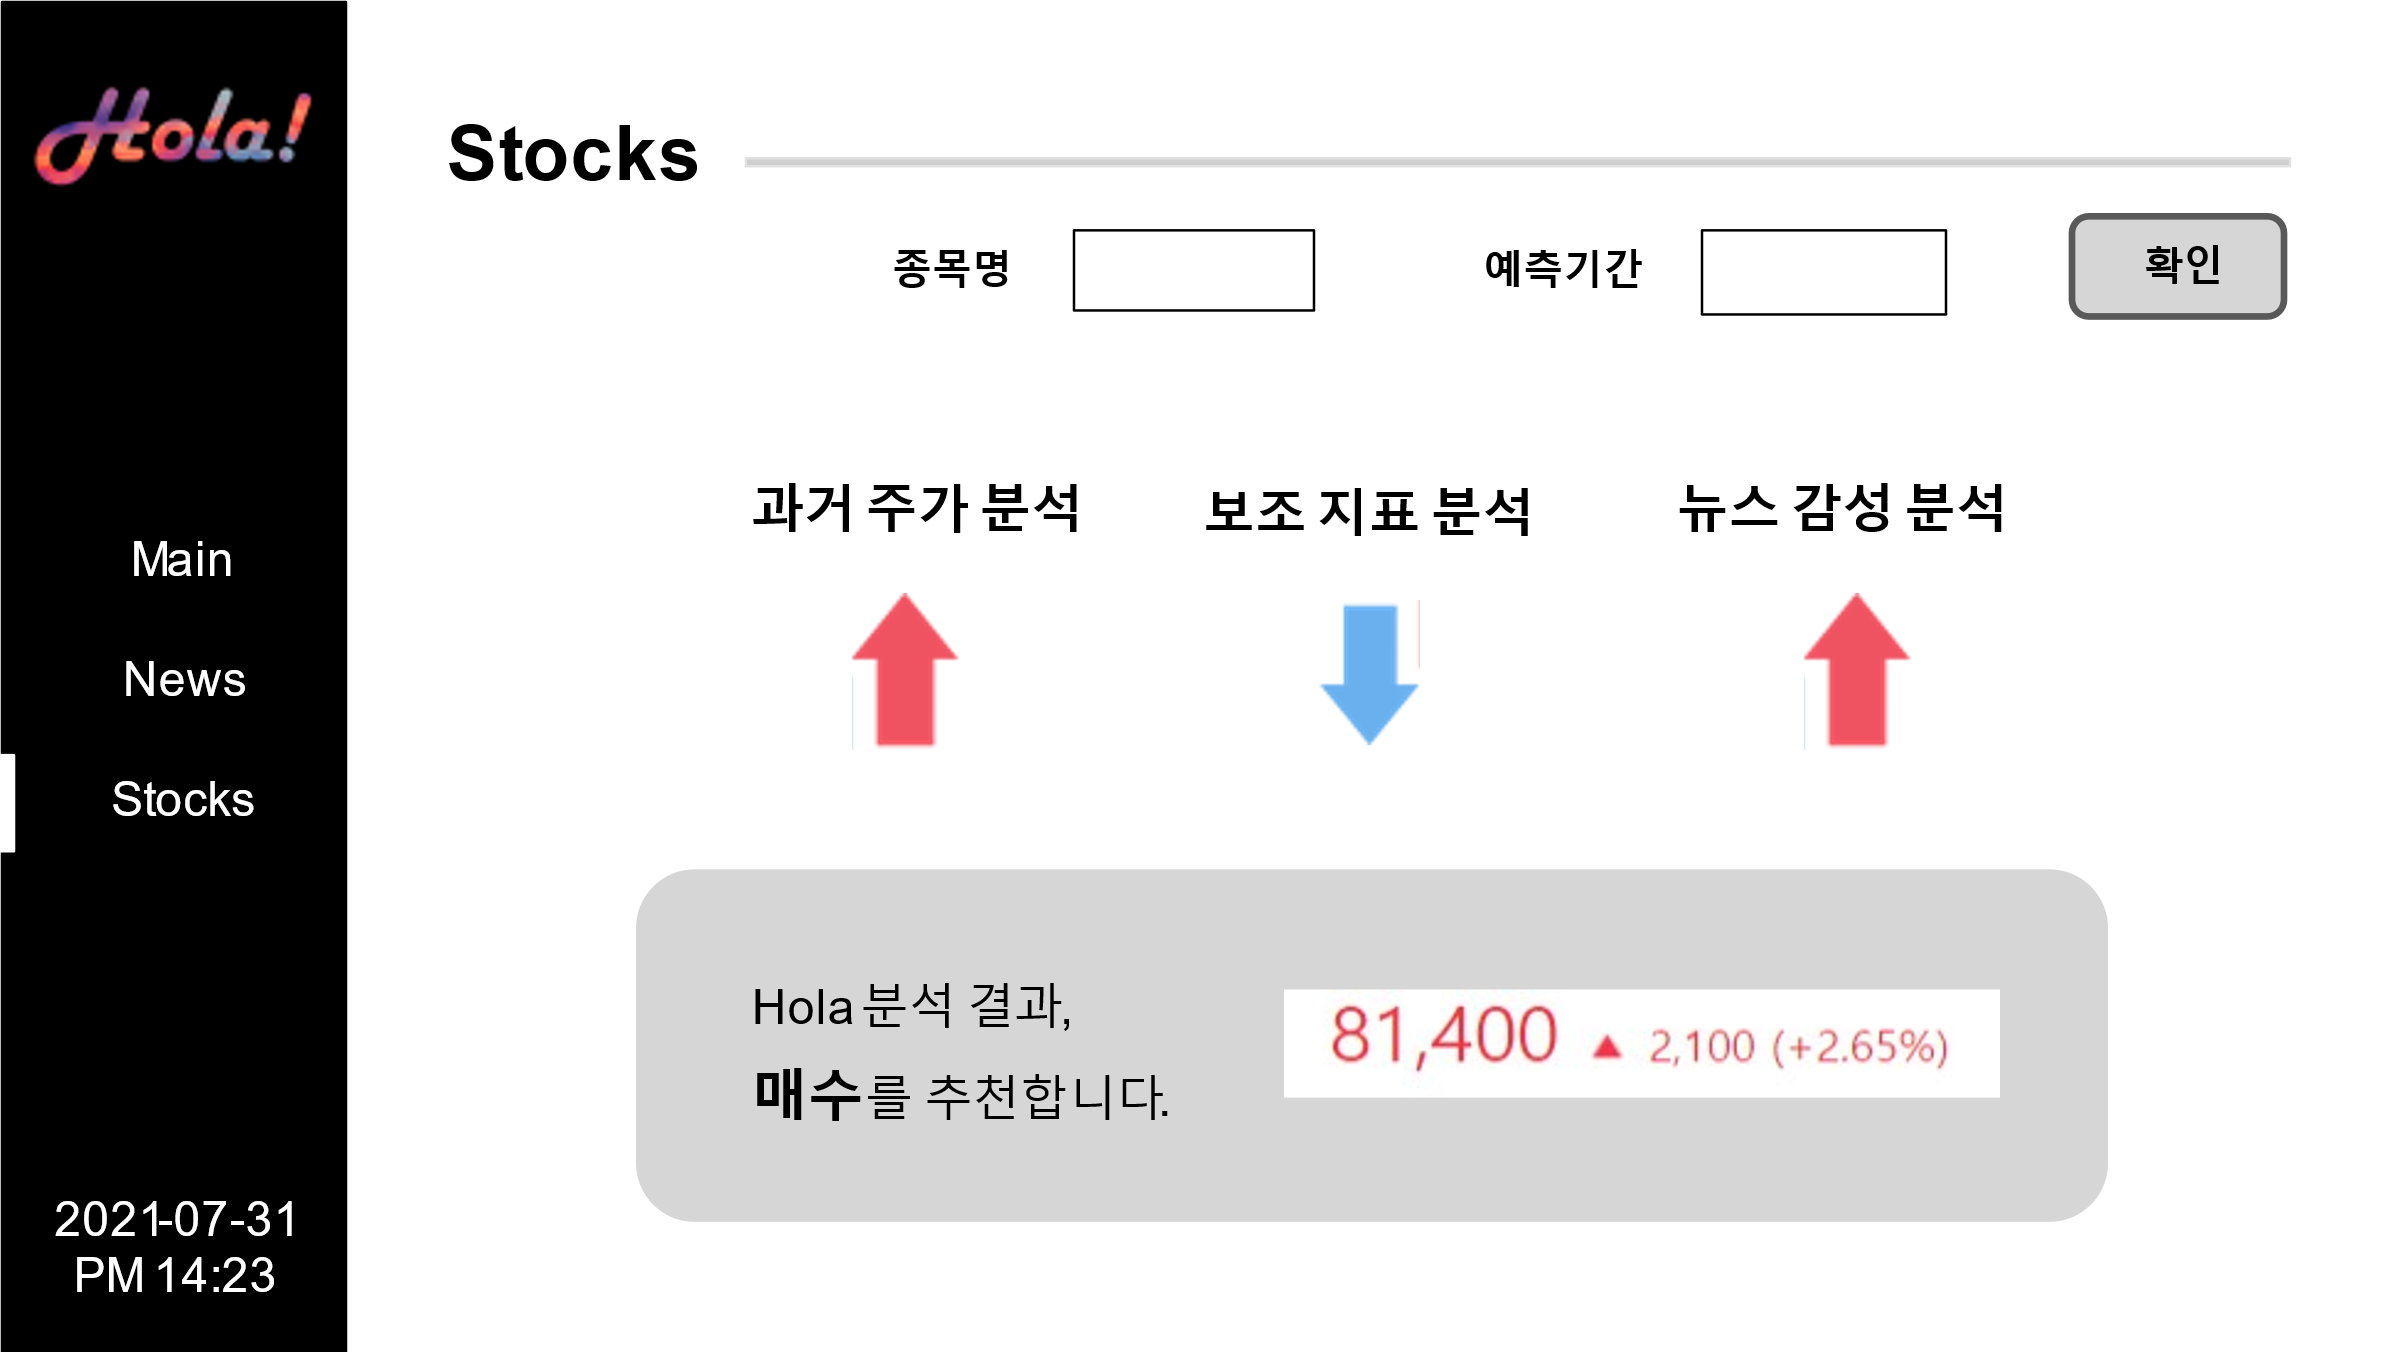 Hola!
Stocks
종목명
예측기간
확인
과거 주가 분석
보조 지표 분석
뉴스 감성 분석
Main
News
Stocks
Hola 분석 결과,
매수를 추천합니다.
81,400 ▲ 2,100 (+2.65%)
2021-07-31
PM 14:23